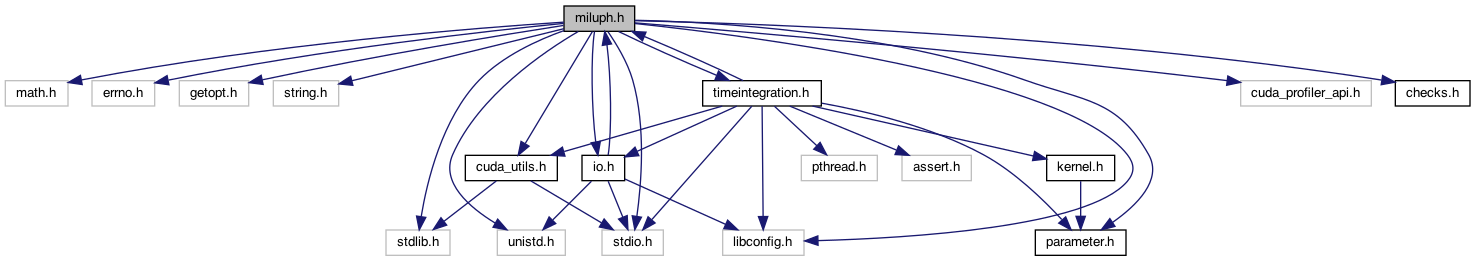 miluph.h
math.h
errno.h
getopt.h
string.h
timeintegration.h
cuda_profiler_api.h
checks.h
cuda_utils.h
io.h
pthread.h
assert.h
kernel.h
stdlib.h
unistd.h
stdio.h
libconfig.h
parameter.h